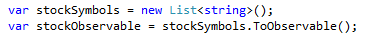 var stockSymbols = new List<string>();
var stockObservable = stockSymbols.ToObservable();